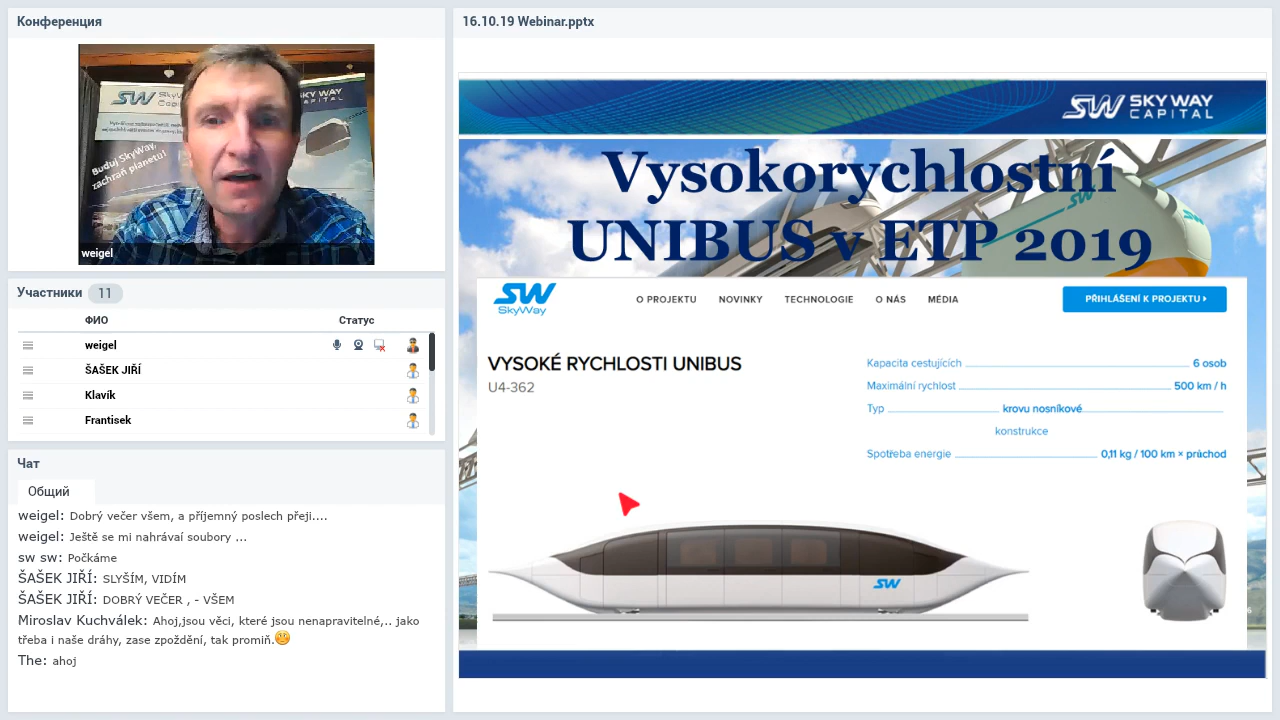 Конференция
SW
SKY WAY
Buduj SkyWay,
zachraň planetu!
weigel
Участники 11
ФИО Статус
weigel
ŠAŠEK JIŘÍ
Klavík
Frantisek
Чат
Общий
weigel: Dobrý večer všem, a příjemný poslech přeji....
weigel: Ještě se mi nahrávaí soubory ...
sw sw: Počkáme
ŠAŠEK JIŘÍ: SLYŠÍM, VIDÍM
ŠAŠEK JIŘÍ: DOBRÝ VEČER , - VŠEM
Miroslav Kuchválek: Ahoj,jsou věci, které jsou nenapravitelné,.. jako
třeba i naše dráhy, zase zpoždění, tak promiň.
The: ahoj
16.10.19 Webinar.pptx
SW SKY WAY
CAPITAL
Vysokorychlostní
UNIBUS v ETP 2019
SW
SkyWay
O PROJEKTU NOVINKY TECHNOLOGIE O NÁS MÉDIA
PŘIHLÁŠENÍ K PROJEKTU
VYSOKÉ RYCHLOSTI UNIBUS
U4-362
Kapacita cestujících 6 osob
Maximální rychlost 500 km / h
Typ krovu nosníkové
konstrukce
Spotřeba energie 0,11 kg / 100 km × průchod
SW
6